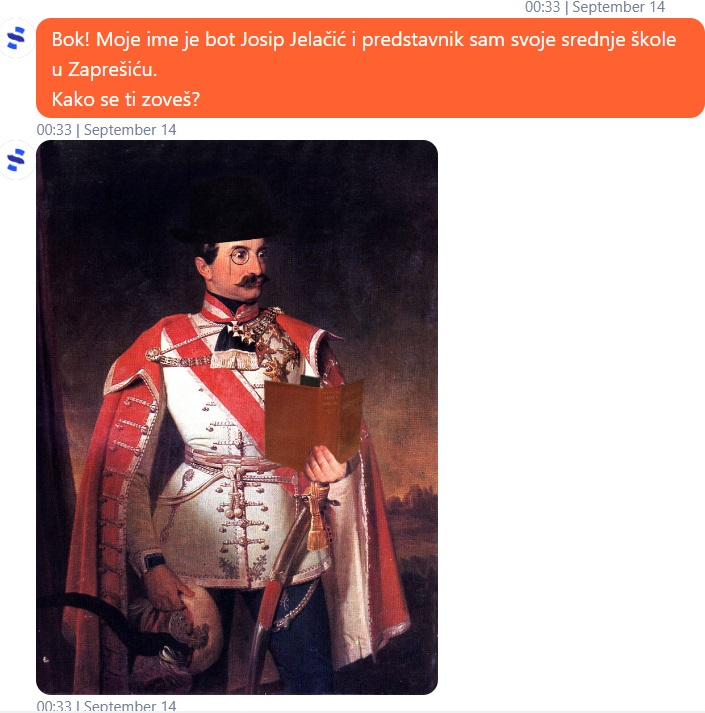 00:33 | September 14
Bok! Moje ime je bot Josip Jelačić i predstavnik sam svoje srednje škole
u Zaprešiću.
Kako se ti zoveš?
00:33 | September 14
00:33 | September 14